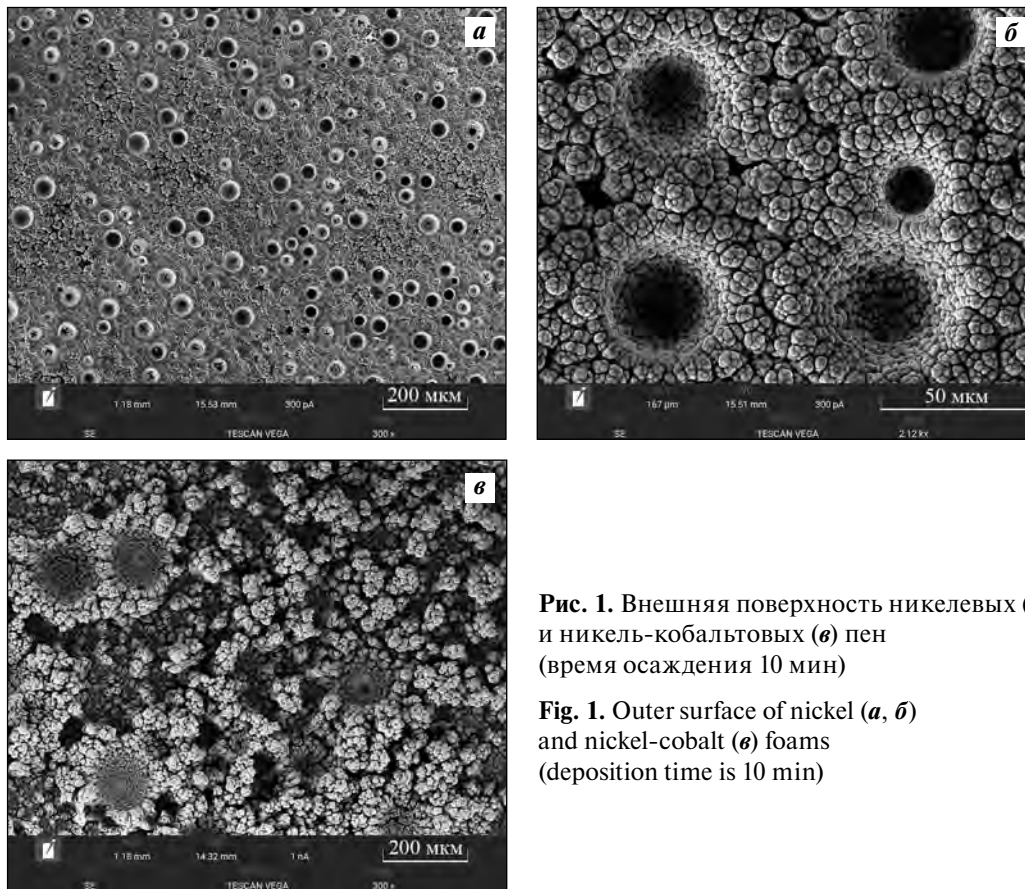 а
1.18 mm 15.53 mm 300 pA 200 мкм
SE TESCAN VEGA 300 x
б
167 µm 15.51 mm 300 pA 50 мкм
SE TESCAN VEGA 2.12 kx
в
1.18 mm 14.32 mm 1 nA 200 мкм
SE TESCAN VEGA 300 x
Рис. 1. Внешняя поверхность никелевых (
и никель-кобальтовых (в) пен
(время осаждения 10 мин)
Fig. 1. Outer surface of nickel (а, б)
and nickel-cobalt (в) foams
(deposition time is 10 min)